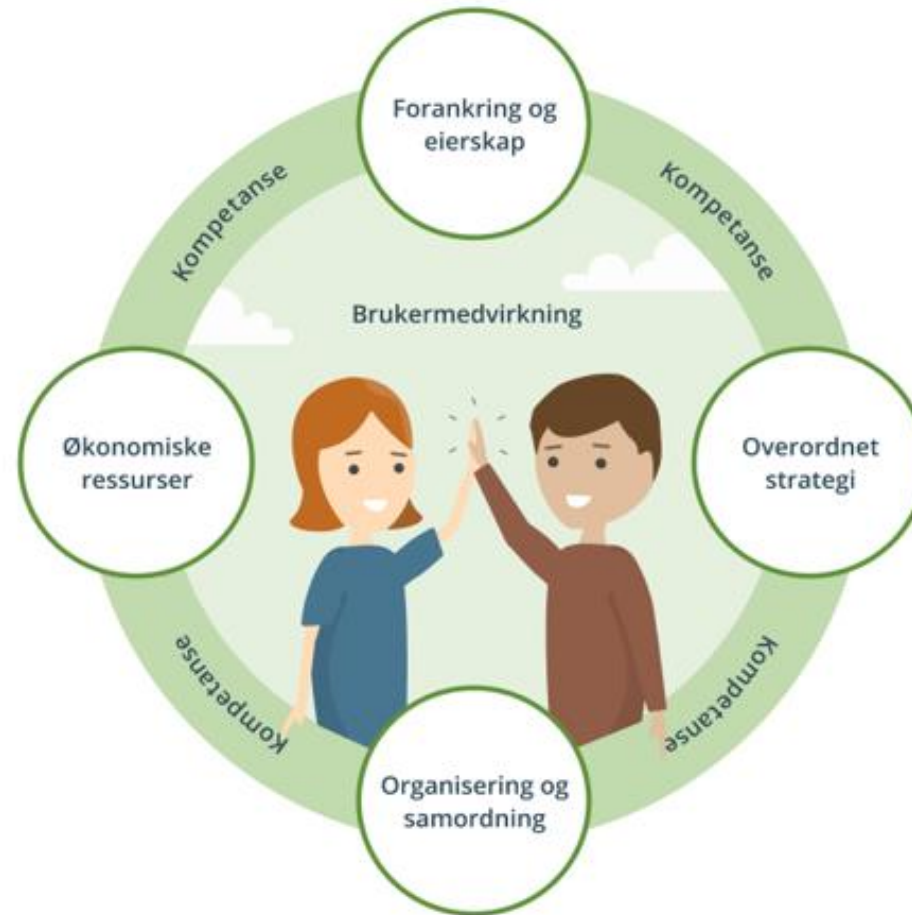 Forankring og
eierskap
Kompetanse
Kompetanse
Brukermedvirkning
Økonomiske
ressurser
Overordnet
strategi
Kompetanse
Kompetanse
Organisering og
samordning